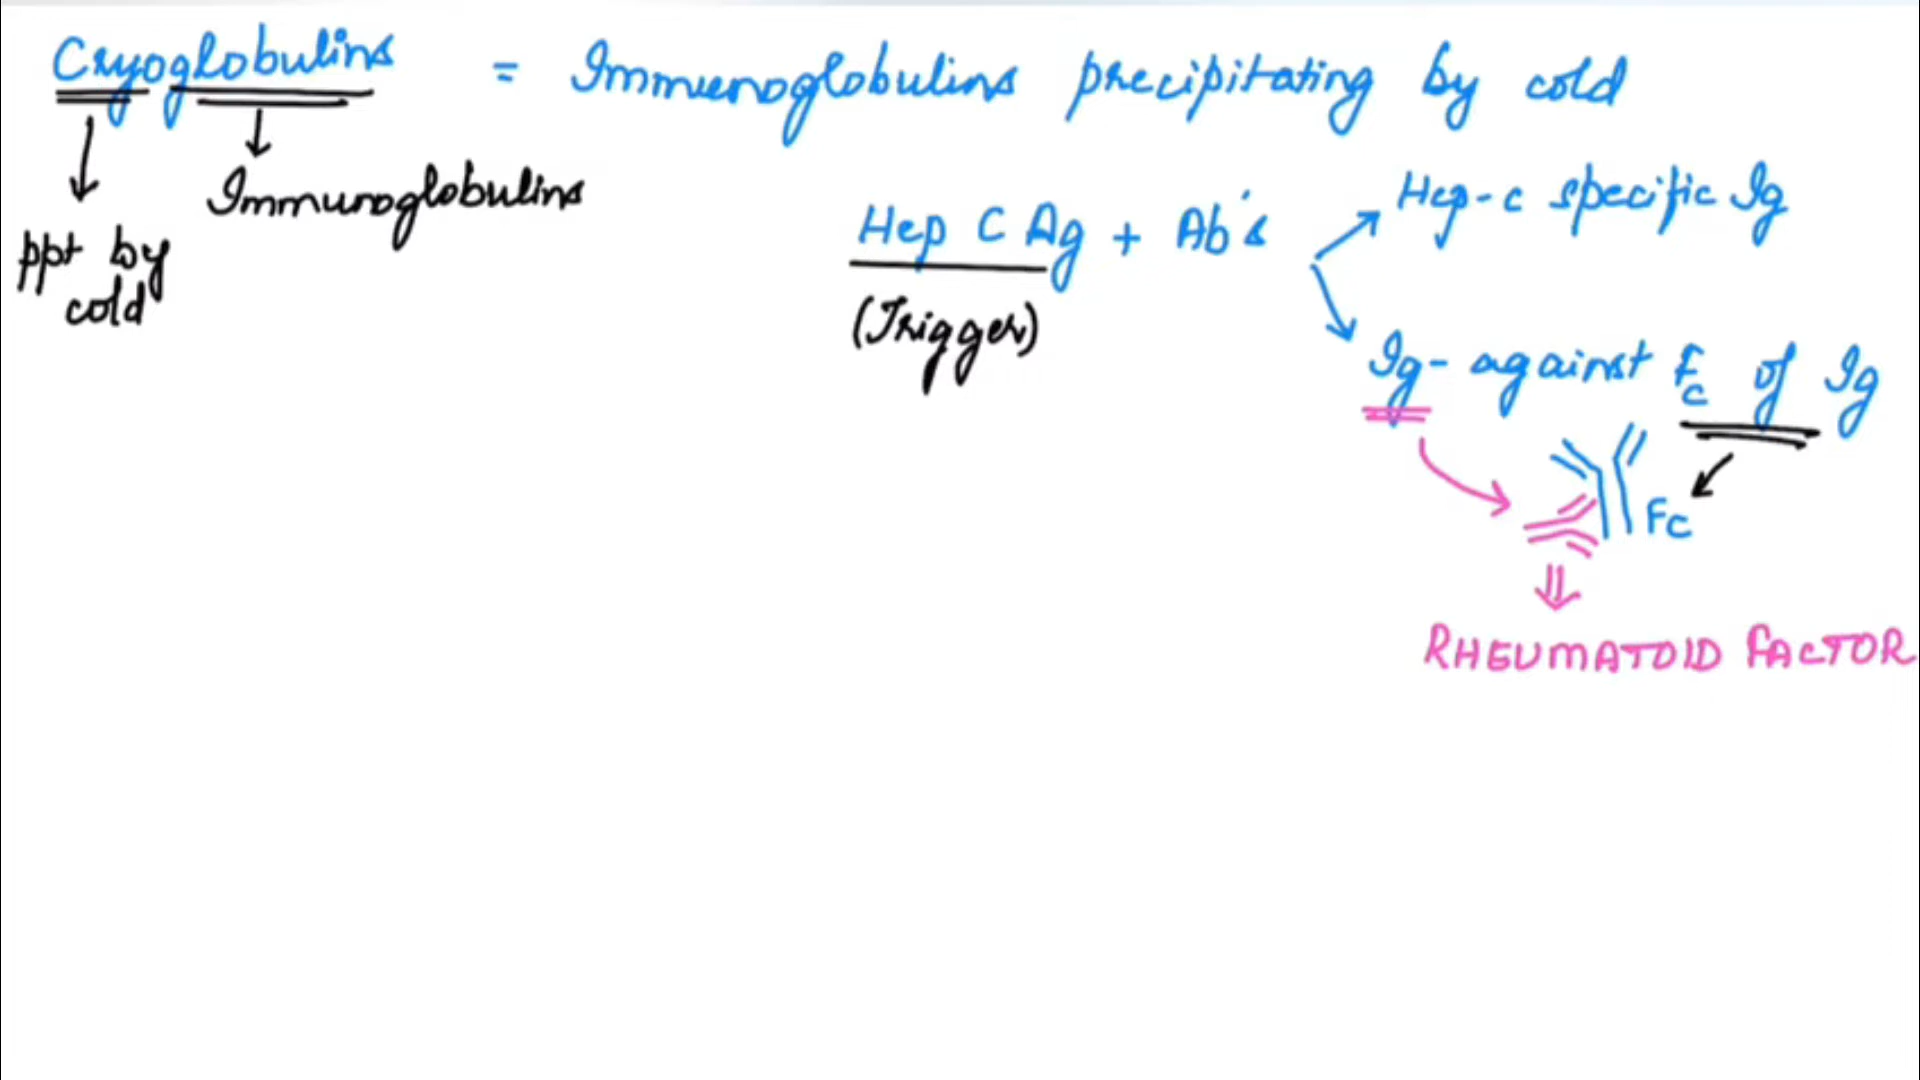 Cryoglobulins = Immunoglobulins precipitating by cold
ppt by cold
Immunoglobulins
Hep C Ag + Ab's
(Trigger)
Hep-c specific Ig
Ig- against Fc of Ig
Fc
RHEUMATOID FACTOR